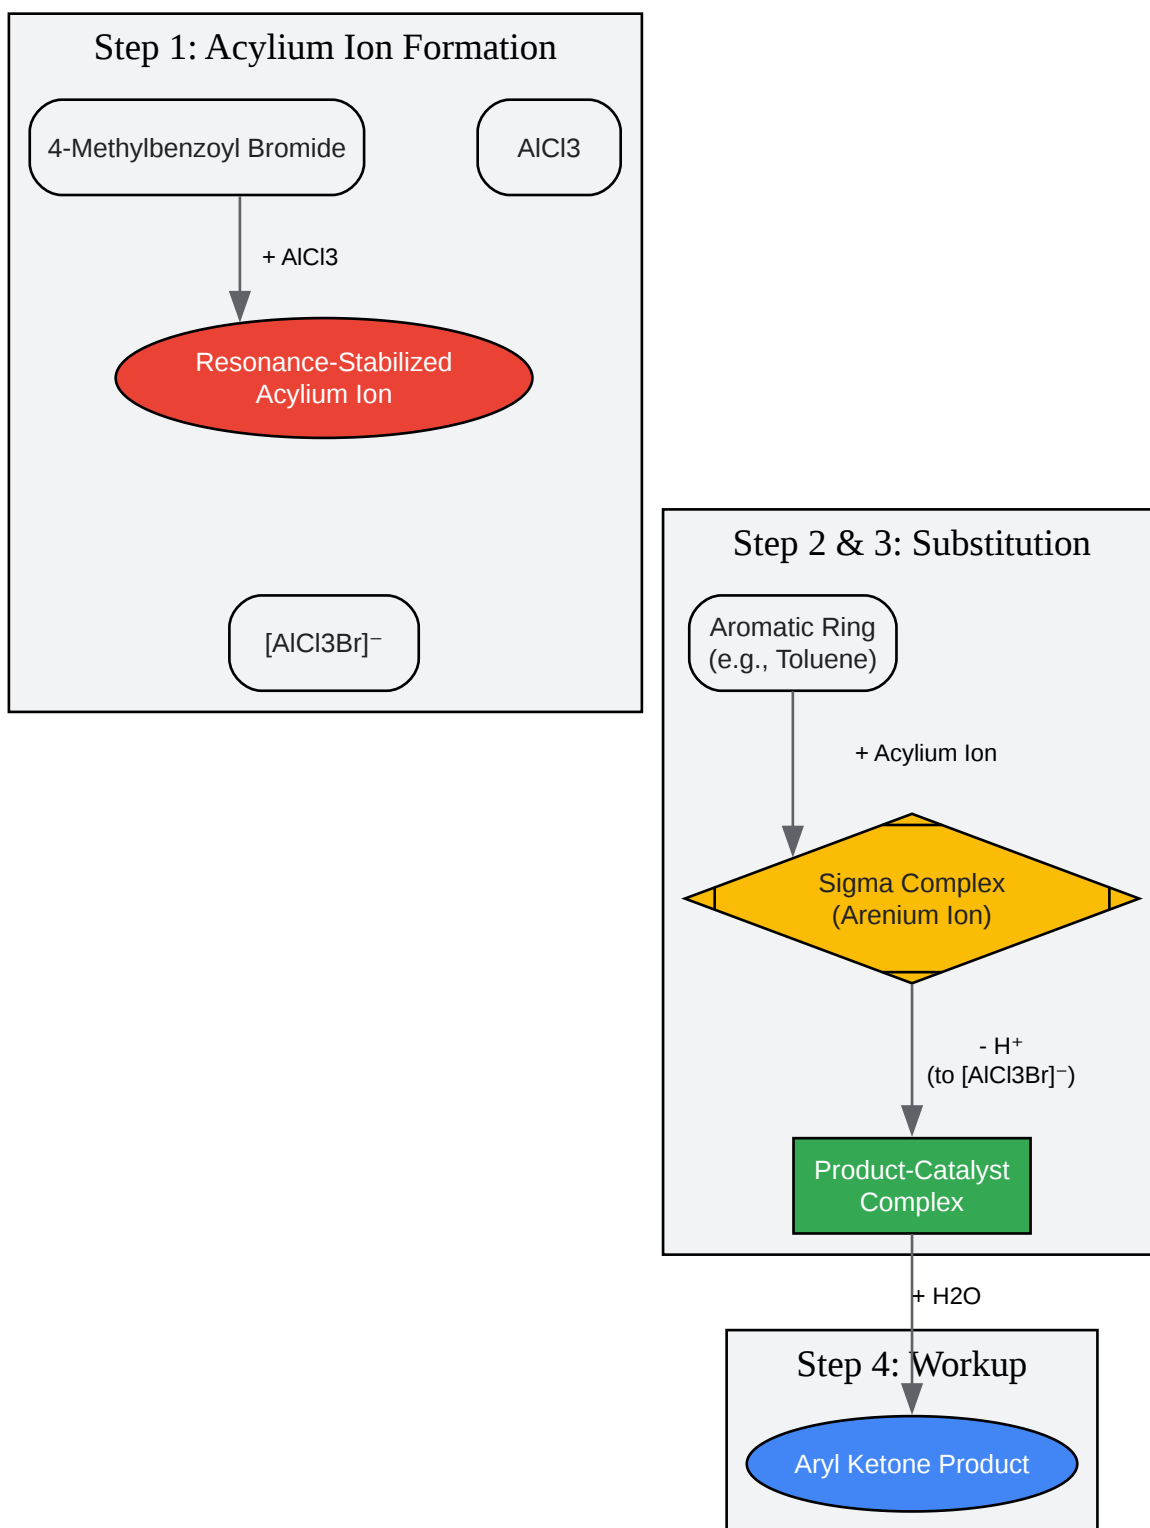 Step 1: Acylium Ion Formation
4-Methylbenzoyl Bromide
AlCl3
+ AlCl3
Resonance-Stabilized
Acylium Ion
[AlCl3Br]⁻
Step 2 & 3: Substitution
Aromatic Ring
(e.g., Toluene)
+ Acylium Ion
Sigma Complex
(Arenium Ion)
- H⁺
(to [AlCl3Br]⁻)
Product-Catalyst
Complex
+ H2O
Step 4: Workup
Aryl Ketone Product